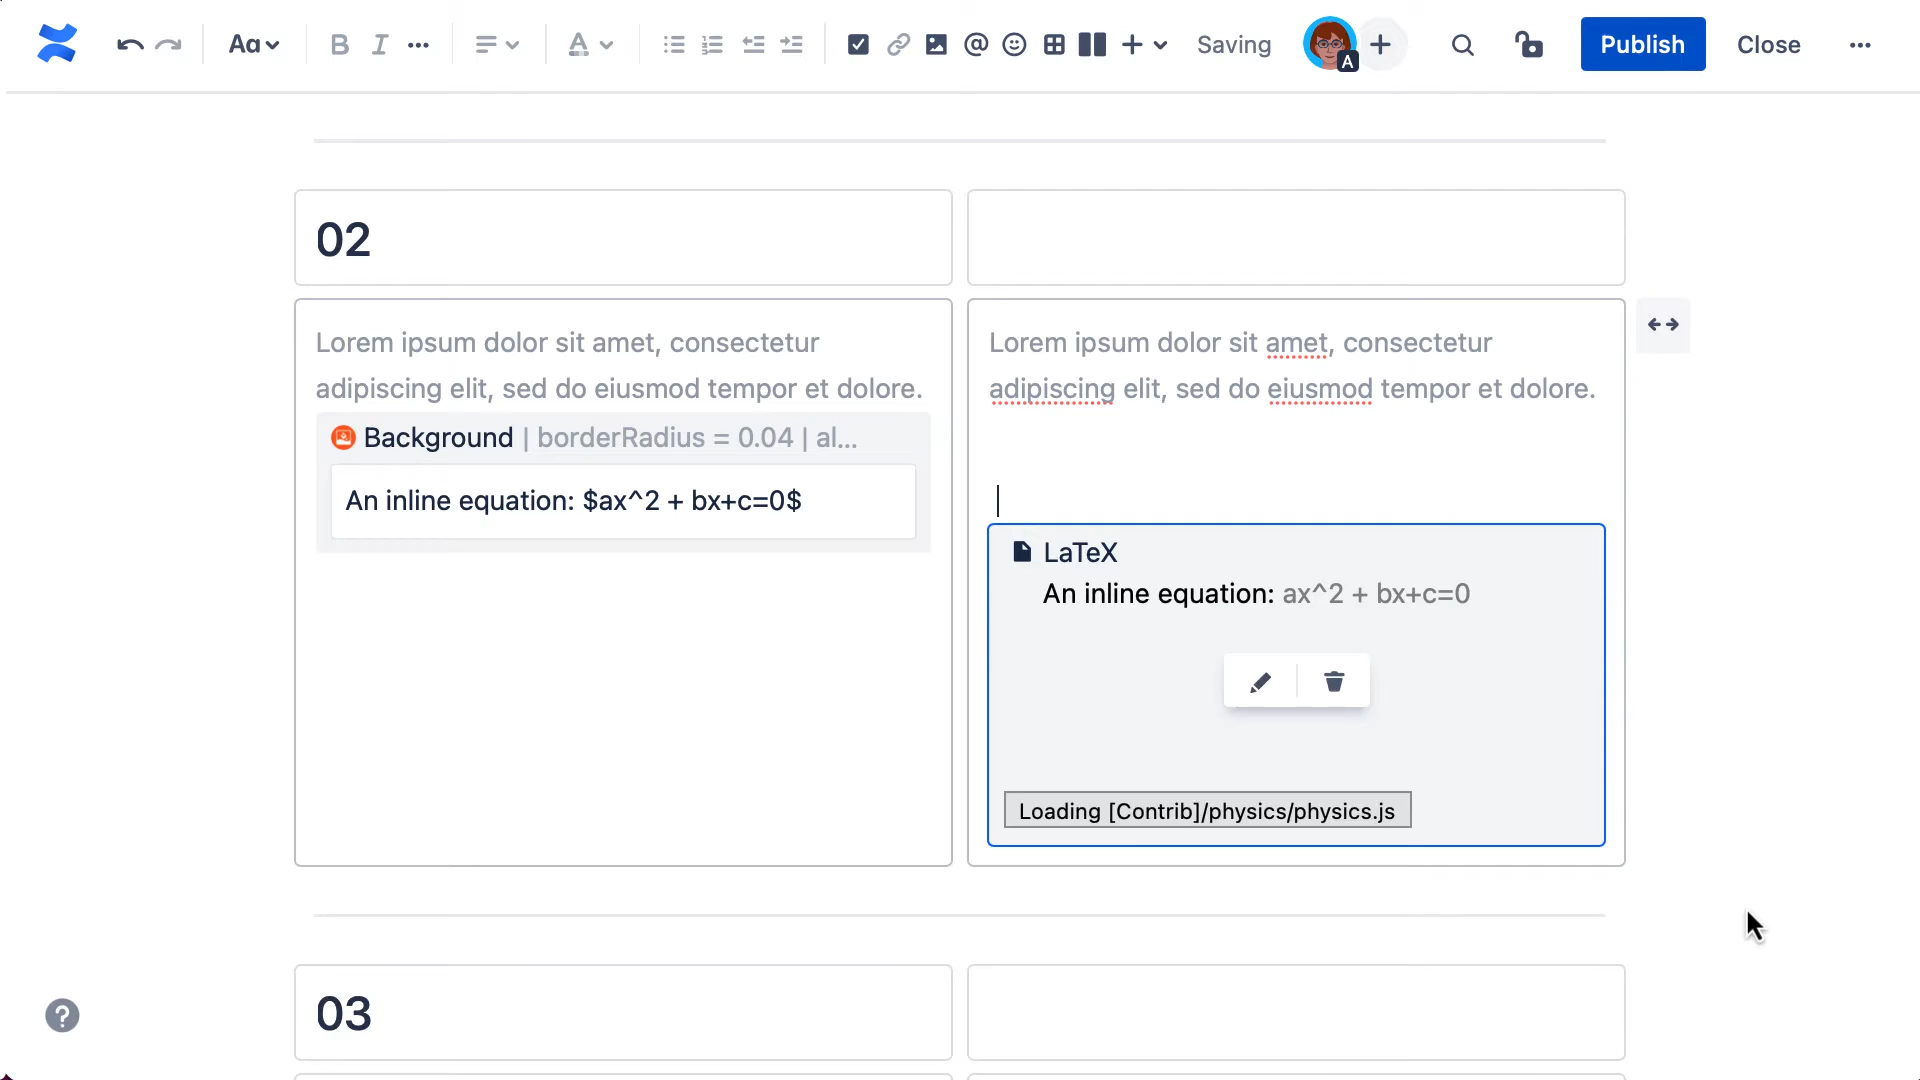 Aa
B
I
A
@
Saving
A
Publish
Close
02
Lorem ipsum dolor sit amet, consectetur
adipiscing elit, sed do eiusmod tempor et dolore.
Background | borderRadius = 0.04 | al...
An inline equation: $ax^2 + bx+c=0$
Lorem ipsum dolor sit amet, consectetur
adipiscing elit, sed do eiusmod tempor et dolore.
LaTeX
An inline equation: ax^2 + bx+c=0
Loading [Contrib]/physics/physics.js
03
?